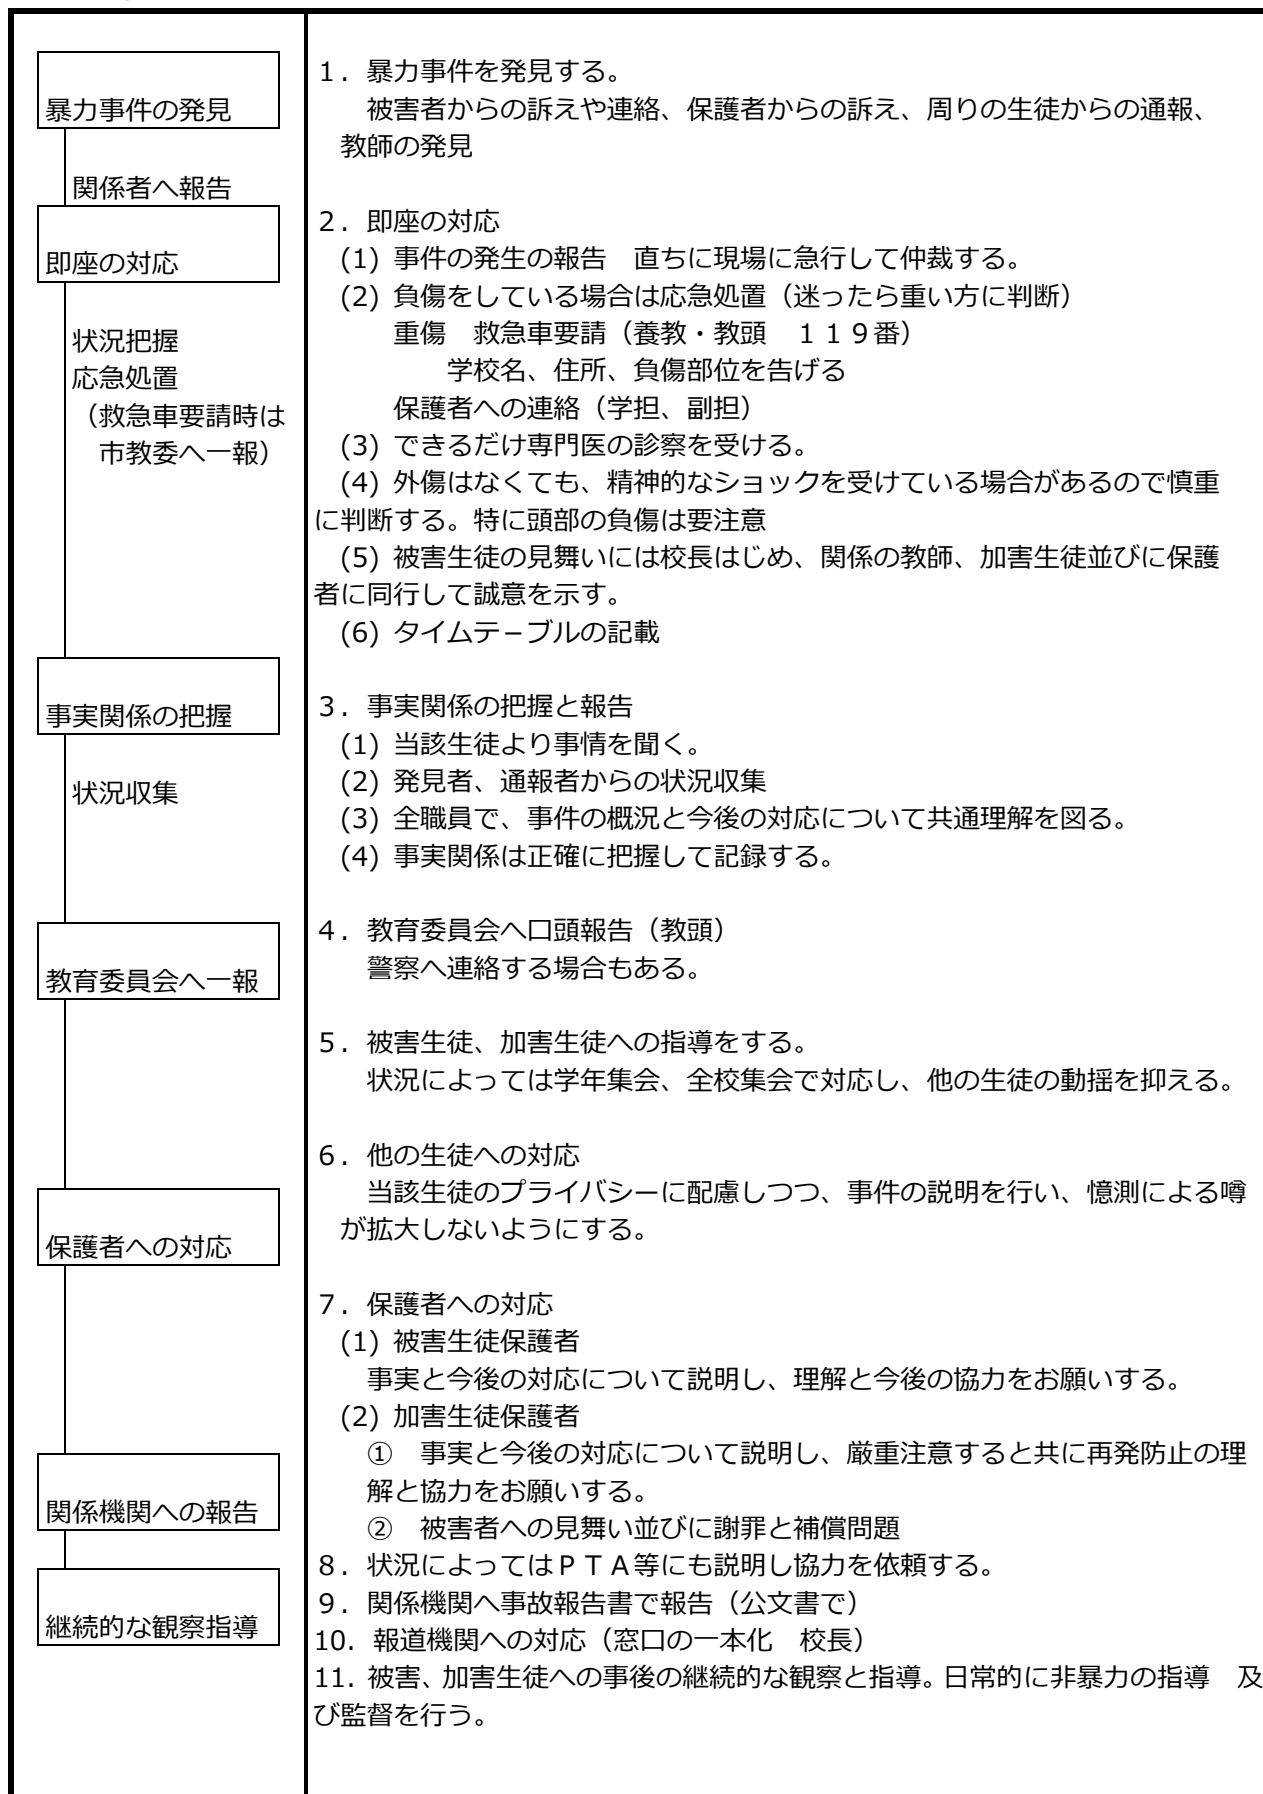 暴力事件の発見
関係者へ報告
即座の対応
状況把握
応急処置
（救急車要請時は
市教委へ一報）
事実関係の把握
状況収集
教育委員会へ一報
保護者への対応
関係機関への報告
継続的な観察指導
１．暴力事件を発見する。
被害者からの訴えや連絡、保護者からの訴え、周りの生徒からの通報、
教師の発見
２．即座の対応
(1) 事件の発生の報告　直ちに現場に急行して仲裁する。
(2) 負傷をしている場合は応急処置（迷ったら重い方に判断）
重傷　救急車要請（養教・教頭　１１９番）
学校名、住所、負傷部位を告げる
保護者への連絡（学担、副担）
(3) できるだけ専門医の診察を受ける。
(4) 外傷はなくても、精神的なショックを受けている場合があるので慎重
に判断する。特に頭部の負傷は要注意
(5) 被害生徒の見舞いには校長はじめ、関係の教師、加害生徒並びに保護
者に同行して誠意を示す。
(6) タイムテ－ブルの記載
３．事実関係の把握と報告
(1) 当該生徒より事情を聞く。
(2) 発見者、通報者からの状況収集
(3) 全職員で、事件の概況と今後の対応について共通理解を図る。
(4) 事実関係は正確に把握して記録する。
４．教育委員会へ口頭報告（教頭）
警察へ連絡する場合もある。
５．被害生徒、加害生徒への指導をする。
状況によっては学年集会、全校集会で対応し、他の生徒の動揺を抑える。
６．他の生徒への対応
当該生徒のプライバシーに配慮しつつ、事件の説明を行い、憶測による噂
が拡大しないようにする。
７．保護者への対応
(1) 被害生徒保護者
事実と今後の対応について説明し、理解と今後の協力をお願いする。
(2) 加害生徒保護者
①　事実と今後の対応について説明し、厳重注意すると共に再発防止の理
解と協力をお願いする。
②　被害者への見舞い並びに謝罪と補償問題
８．状況によってはＰＴＡ等にも説明し協力を依頼する。
９．関係機関へ事故報告書で報告（公文書で）
10．報道機関への対応（窓口の一本化　校長）
11．被害、加害生徒への事後の継続的な観察と指導。日常的に非暴力の指導　及
び監督を行う。